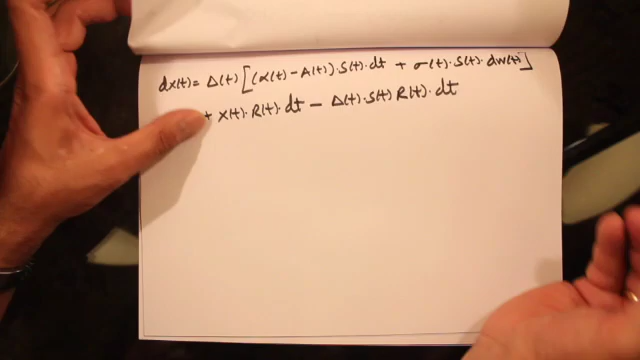 dx(t) = Δ(t) [ (α(t) - A(t)) · S(t) · dt + σ(t) · S(t) · dW(t) ]
+ X(t) · R(t) · dt - Δ(t) · S(t) R(t) · dt